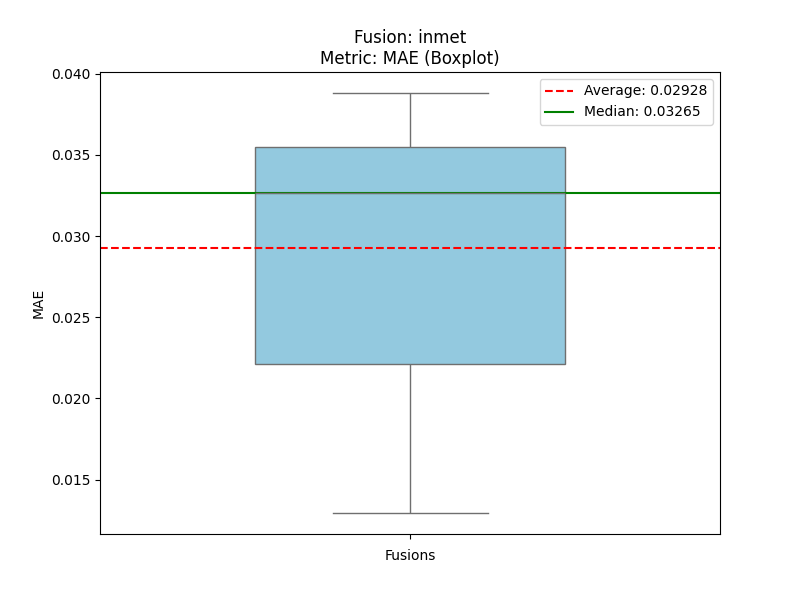 Fusion: inmet
Metric: MAE (Boxplot)
Average: 0.02928
Median: 0.03265
0.040
0.035
0.030
0.025
0.020
0.015
MAE
Fusions